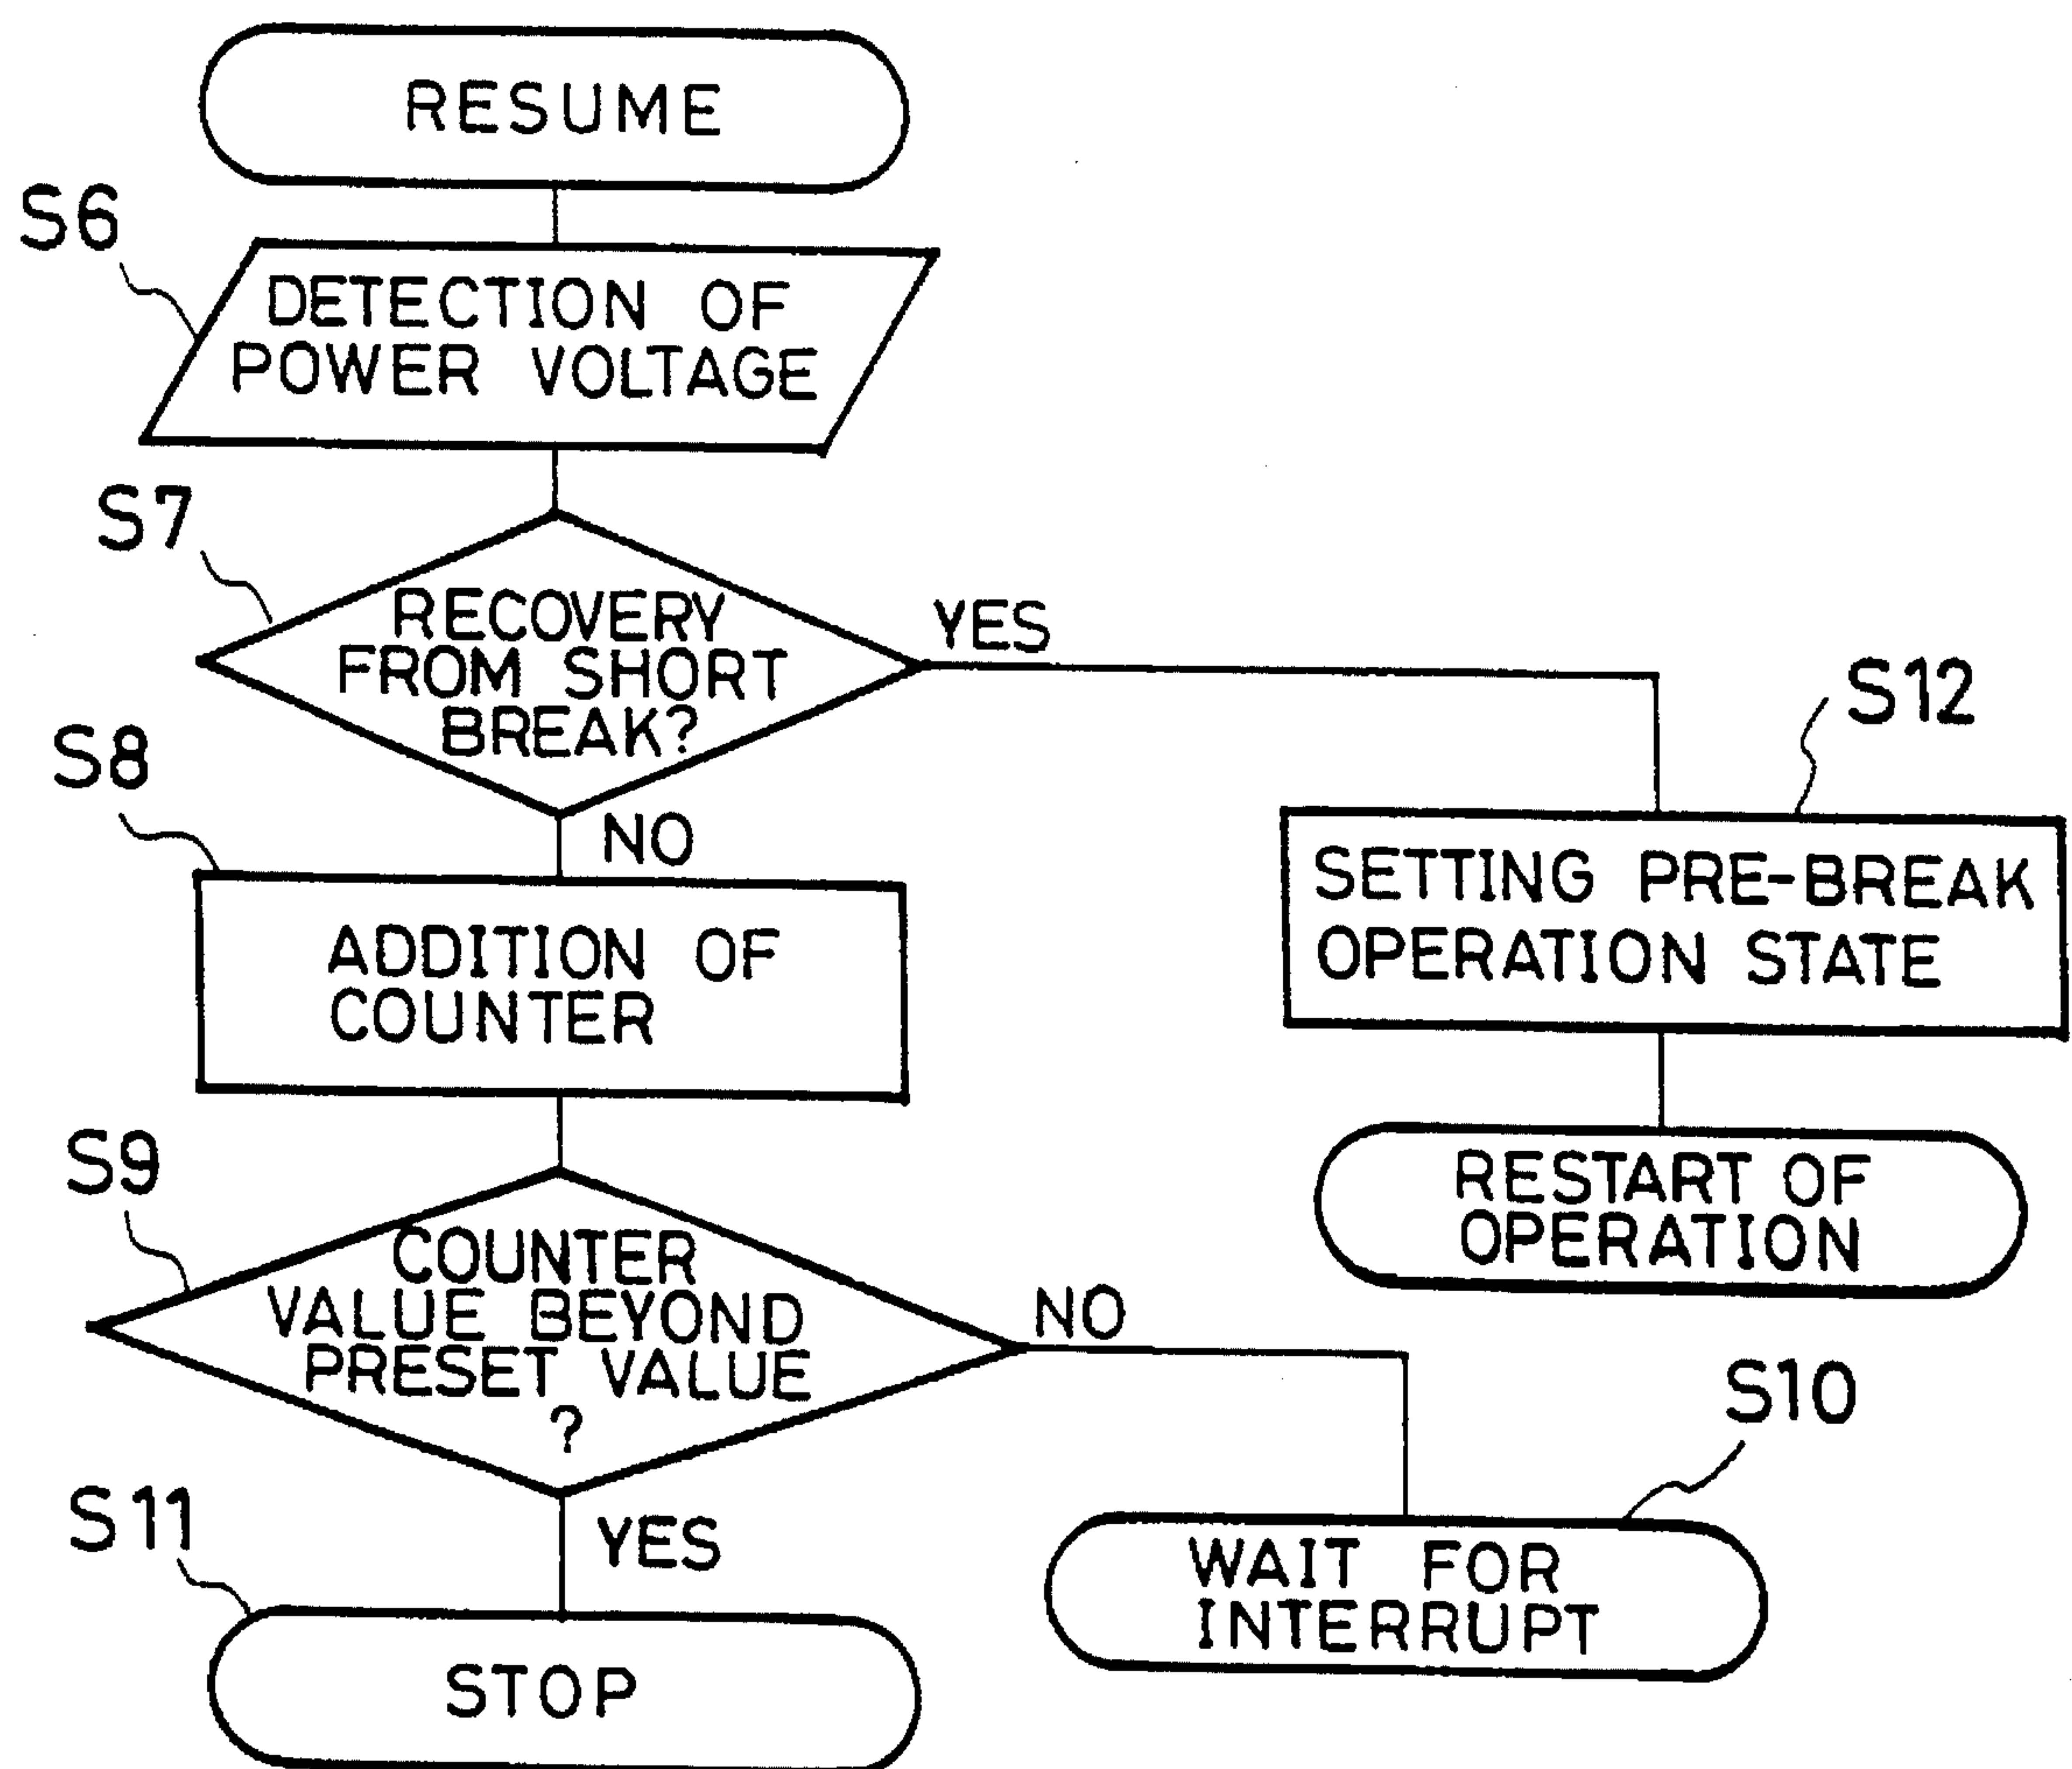 RESUME
S6
DETECTION OF
POWER VOLTAGE
S7
RECOVERY
FROM SHORT
BREAK?
YES
NO
S12
SETTING PRE-BREAK
OPERATION STATE
RESTART OF
OPERATION
S8
ADDITION OF
COUNTER
S9
COUNTER
VALUE BEYOND
PRESET VALUE
?
NO
YES
S10
WAIT FOR
INTERRUPT
S11
STOP